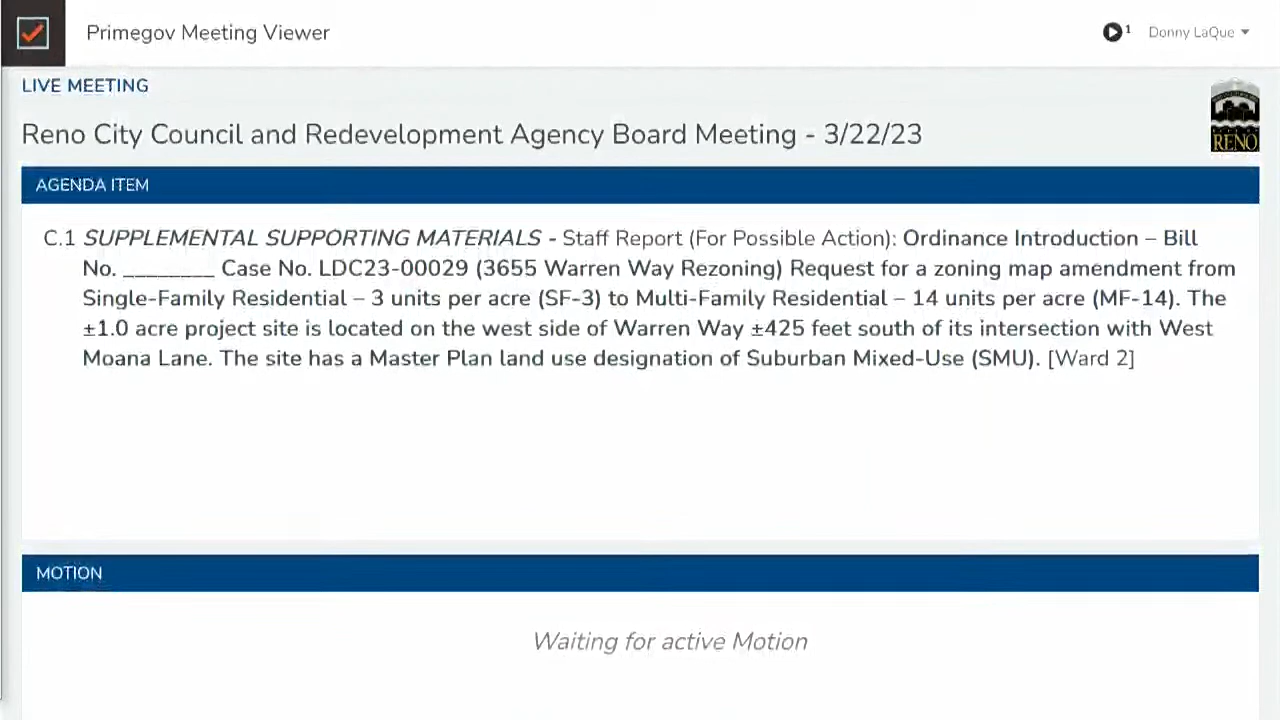 Primegov Meeting Viewer
1 Donny LaQue
LIVE MEETING
Reno City Council and Redevelopment Agency Board Meeting - 3/22/23
RENO
AGENDA ITEM
C.1 SUPPLEMENTAL SUPPORTING MATERIALS - Staff Report (For Possible Action): Ordinance Introduction – Bill
No. ________ Case No. LDC23-00029 (3655 Warren Way Rezoning) Request for a zoning map amendment from
Single-Family Residential – 3 units per acre (SF-3) to Multi-Family Residential – 14 units per acre (MF-14). The
±1.0 acre project site is located on the west side of Warren Way ±425 feet south of its intersection with West
Moana Lane. The site has a Master Plan land use designation of Suburban Mixed-Use (SMU). [Ward 2]
MOTION
Waiting for active Motion